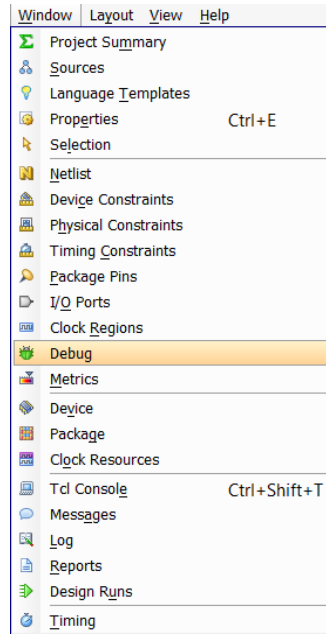 Window Layout View Help
Project Summary
Sources
Language Templates
Properties Ctrl+E
Selection
Netlist
Device Constraints
Physical Constraints
Timing Constraints
Package Pins
I/O Ports
Clock Regions
Debug
Metrics
Device
Package
Clock Resources
Tcl Console Ctrl+Shift+T
Messages
Log
Reports
Design Runs
Timing